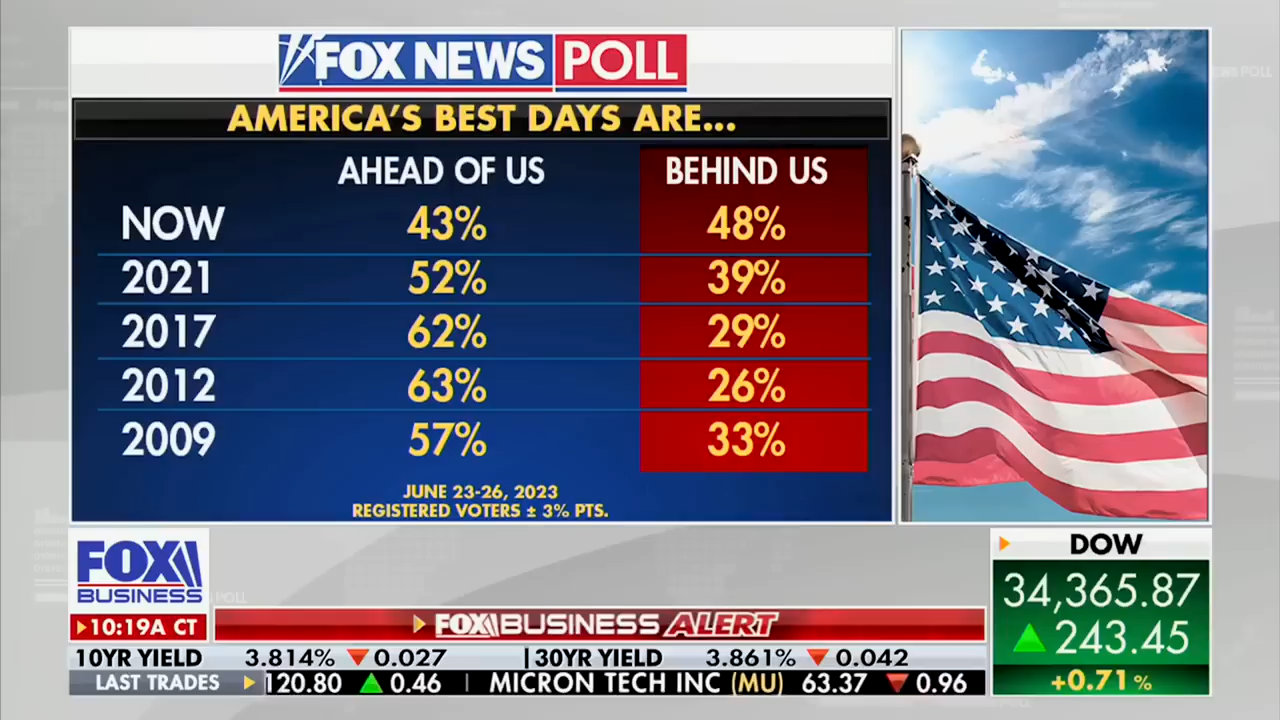 FOX NEWS POLL
AMERICA'S BEST DAYS ARE...
AHEAD OF US BEHIND US
NOW 43% 48%
2021 52% 39%
2017 62% 29%
2012 63% 26%
2009 57% 33%
JUNE 23-26, 2023
REGISTERED VOTERS ± 3% PTS.
FOX
BUSINESS
10:19A CT
FOX BUSINESS ALERT
10YR YIELD 3.814% ▼ 0.027 | 30YR YIELD 3.861% ▼ 0.042
LAST TRADES 120.80 ▲ 0.46 | MICRON TECH INC (MU) 63.37 ▼ 0.96
DOW
34,365.87
▲ 243.45
+0.71%